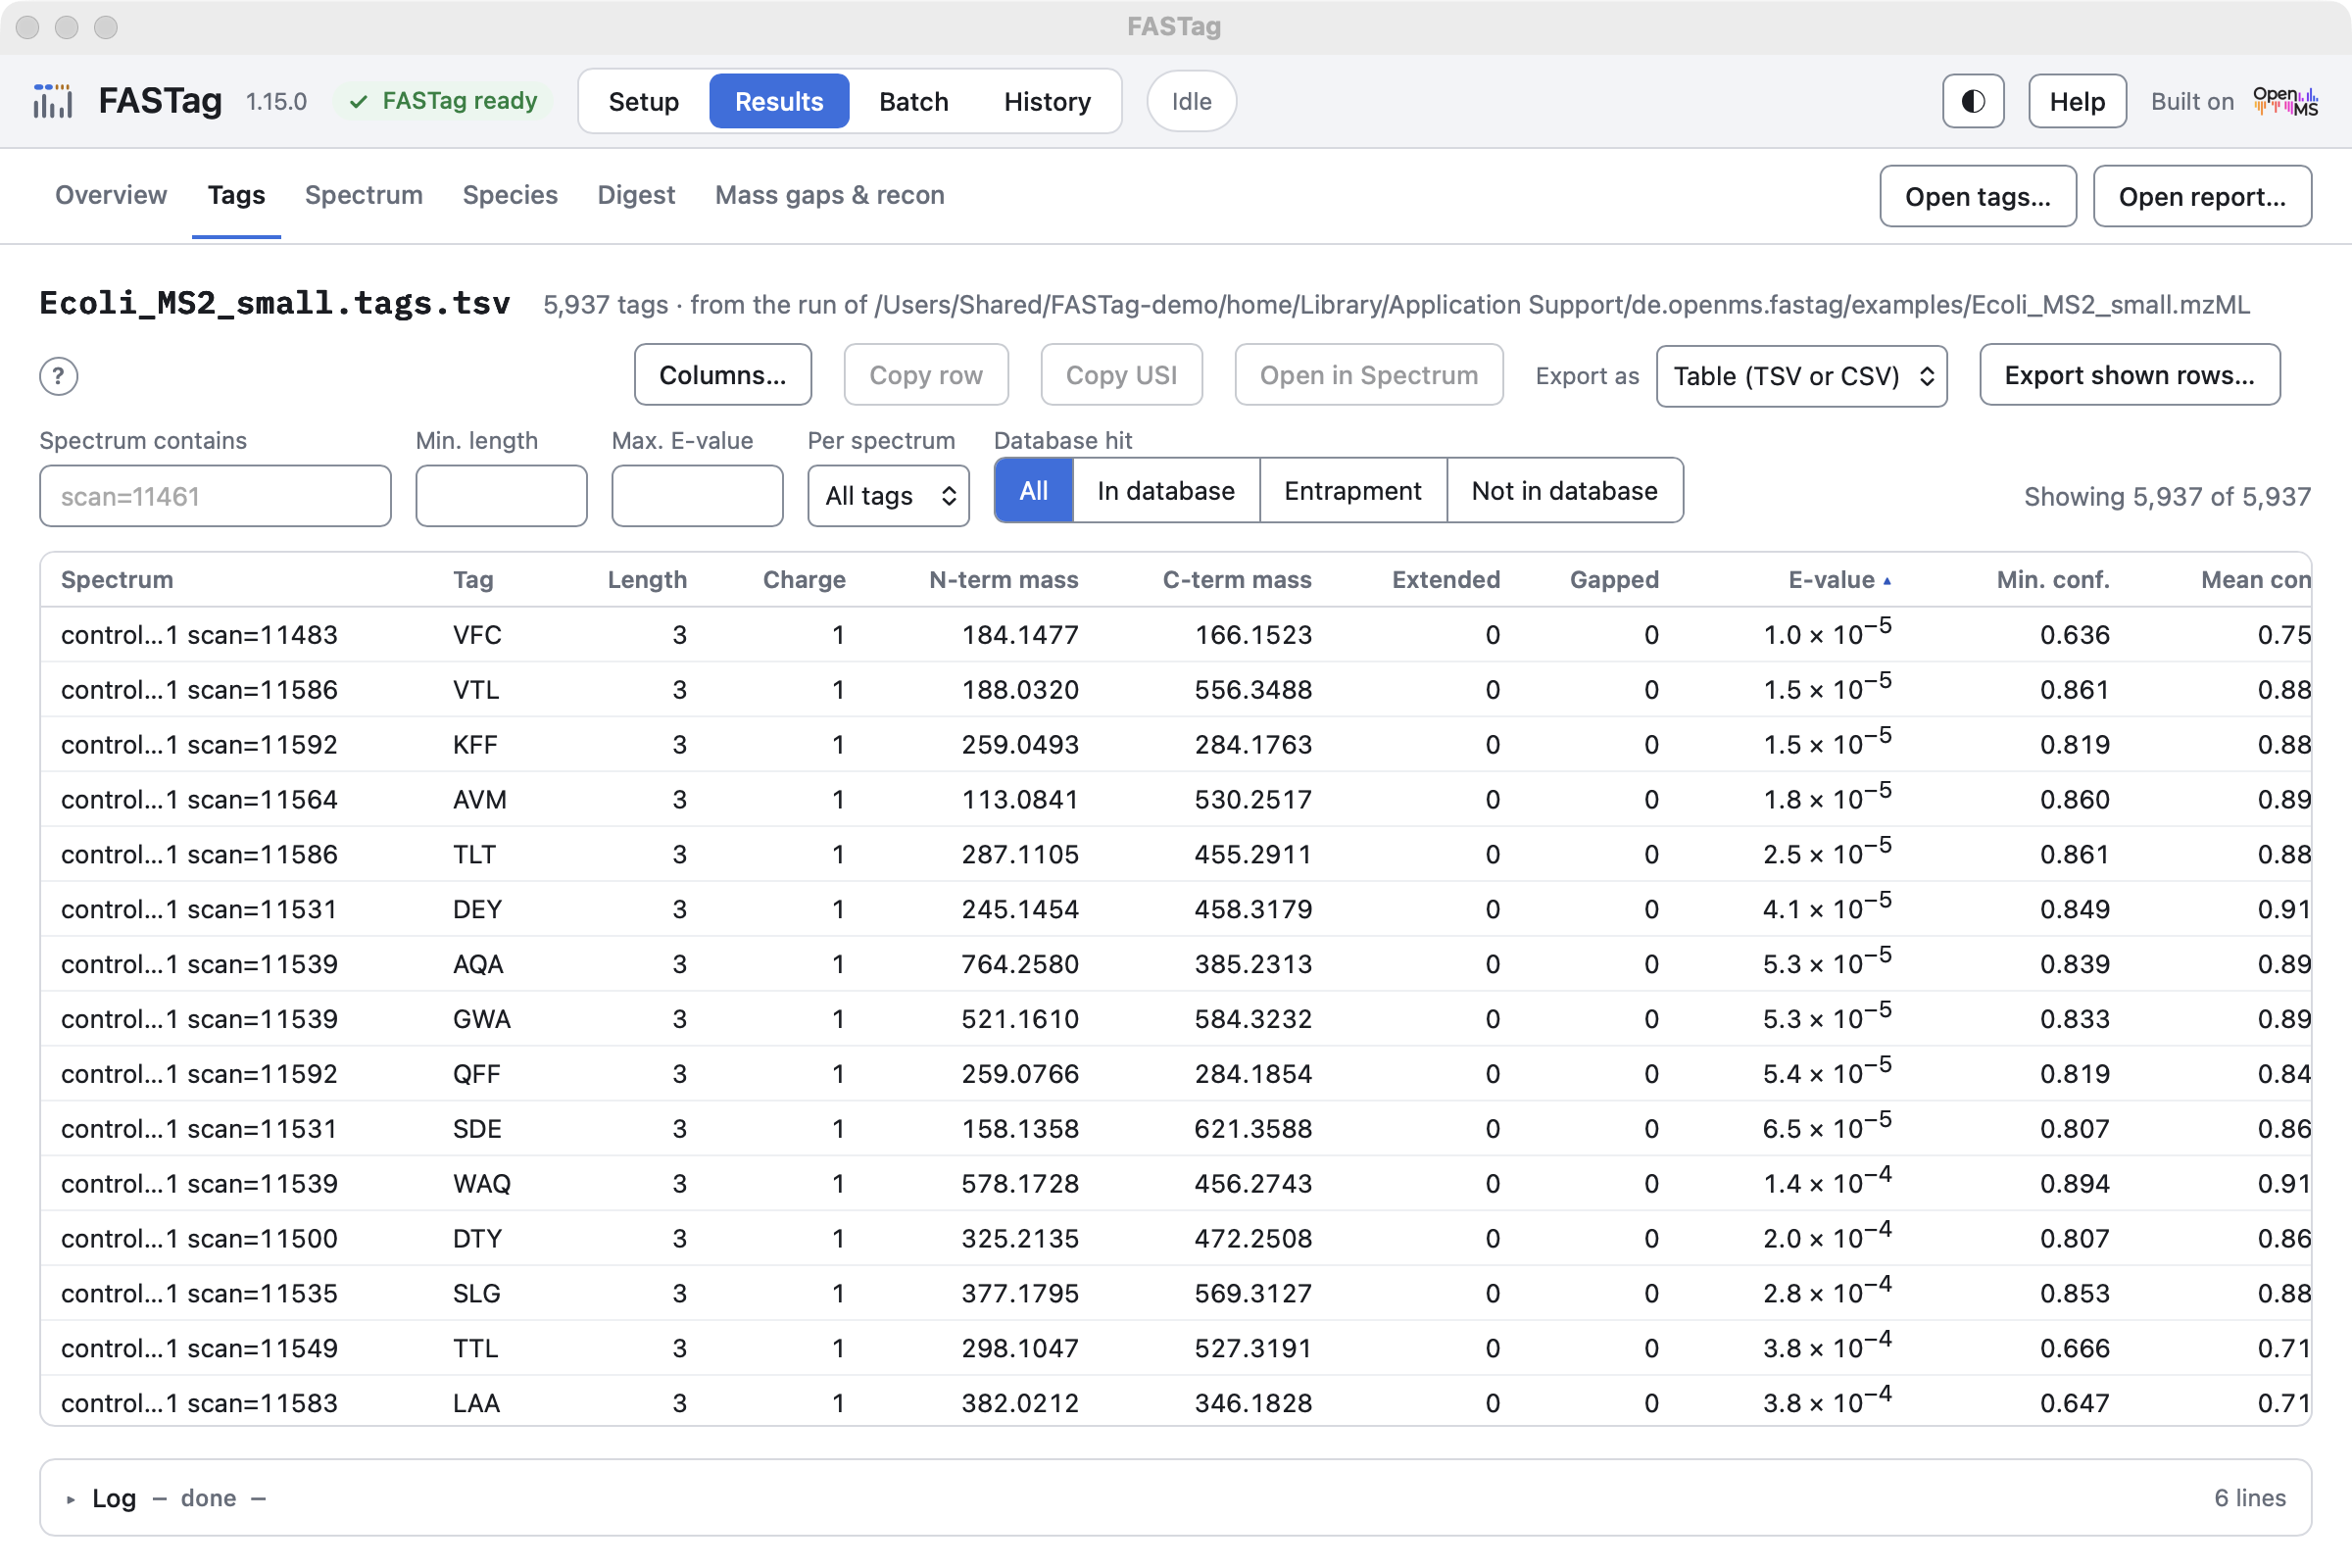 FASTag
FASTag 1.15.0 ✓ FASTag ready Setup Results Batch History Idle Help Built on OpenMS
Overview Tags Spectrum Species Digest Mass gaps & recon Open tags... Open report...
Ecoli_MS2_small.tags.tsv 5,937 tags · from the run of /Users/Shared/FASTag-demo/home/Library/Application Support/de.openms.fastag/examples/Ecoli_MS2_small.mzML
? Columns... Copy row Copy USI Open in Spectrum Export as Table (TSV or CSV) Export shown rows...
Spectrum contains Min. length Max. E-value Per spectrum Database hit
scan=11461 All tags All In database Entrapment Not in database Showing 5,937 of 5,937
Spectrum Tag Length Charge N-term mass C-term mass Extended Gapped E-value ▲ Min. conf. Mean con
control...1 scan=11483 VFC 3 1 184.1477 166.1523 0 0 1.0 × 10⁻⁵ 0.636 0.75
control...1 scan=11586 VTL 3 1 188.0320 556.3488 0 0 1.5 × 10⁻⁵ 0.861 0.88
control...1 scan=11592 KFF 3 1 259.0493 284.1763 0 0 1.5 × 10⁻⁵ 0.819 0.88
control...1 scan=11564 AVM 3 1 113.0841 530.2517 0 0 1.8 × 10⁻⁵ 0.860 0.89
control...1 scan=11586 TLT 3 1 287.1105 455.2911 0 0 2.5 × 10⁻⁵ 0.861 0.88
control...1 scan=11531 DEY 3 1 245.1454 458.3179 0 0 4.1 × 10⁻⁵ 0.849 0.91
control...1 scan=11539 AQA 3 1 764.2580 385.2313 0 0 5.3 × 10⁻⁵ 0.839 0.89
control...1 scan=11539 GWA 3 1 521.1610 584.3232 0 0 5.3 × 10⁻⁵ 0.833 0.89
control...1 scan=11592 QFF 3 1 259.0766 284.1854 0 0 5.4 × 10⁻⁵ 0.819 0.84
control...1 scan=11531 SDE 3 1 158.1358 621.3588 0 0 6.5 × 10⁻⁵ 0.807 0.86
control...1 scan=11539 WAQ 3 1 578.1728 456.2743 0 0 1.4 × 10⁻⁴ 0.894 0.91
control...1 scan=11500 DTY 3 1 325.2135 472.2508 0 0 2.0 × 10⁻⁴ 0.807 0.86
control...1 scan=11535 SLG 3 1 377.1795 569.3127 0 0 2.8 × 10⁻⁴ 0.853 0.88
control...1 scan=11549 TTL 3 1 298.1047 527.3191 0 0 3.8 × 10⁻⁴ 0.666 0.71
control...1 scan=11583 LAA 3 1 382.0212 346.1828 0 0 3.8 × 10⁻⁴ 0.647 0.71
▸ Log — done — 6 lines